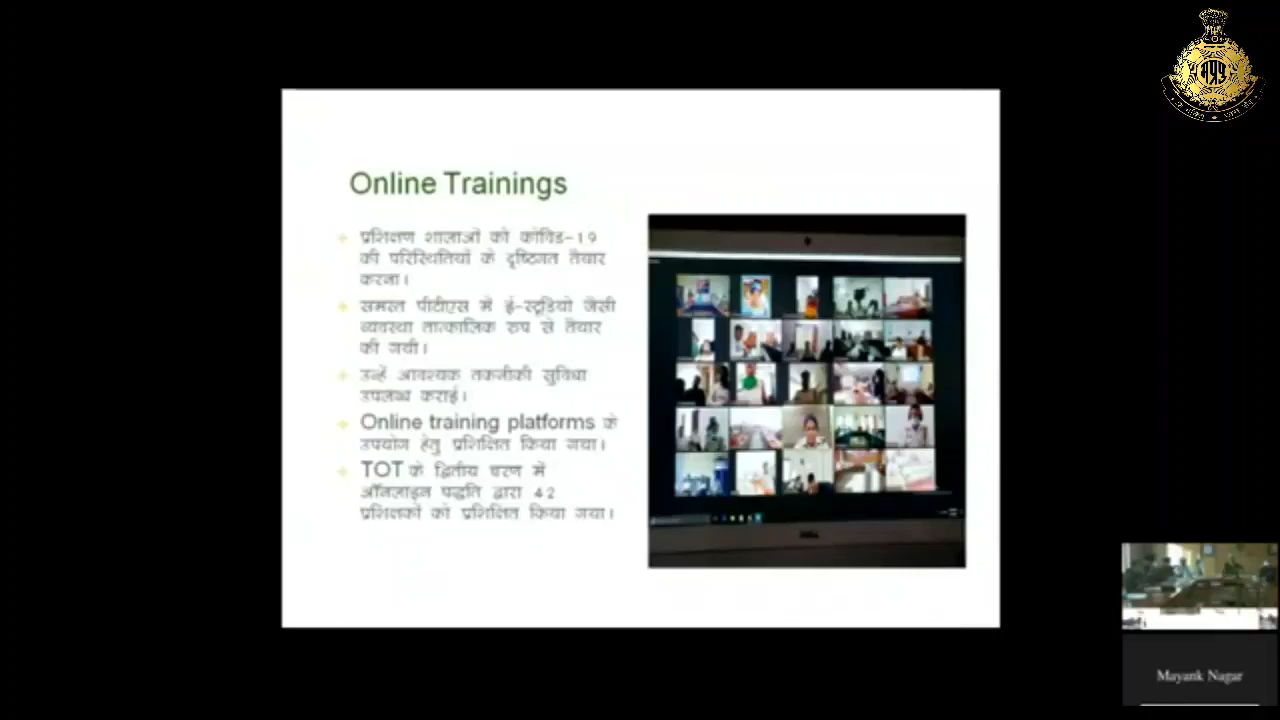 Online Trainings
प्रशिक्षण शालाओं को कोविड-19
की परिस्थितियों के दृष्टिगत तैयार
करना।
समस्त पीटीएस में ई-स्टूडियो जैसी
व्यवस्था तात्कालिक रुप से तैयार
की गयी।
उन्हें आवश्यक तकनीकी सुविधा
उपलब्ध कराई।
Online training platforms के
उपयोग हेतु प्रशिक्षित किया गया।
TOT के द्वितीय चरण में
ऑनलाइन पद्धति द्वारा 42
प्रशिक्षकों को प्रशिक्षित किया गया।
DELL
Mayank Nagar